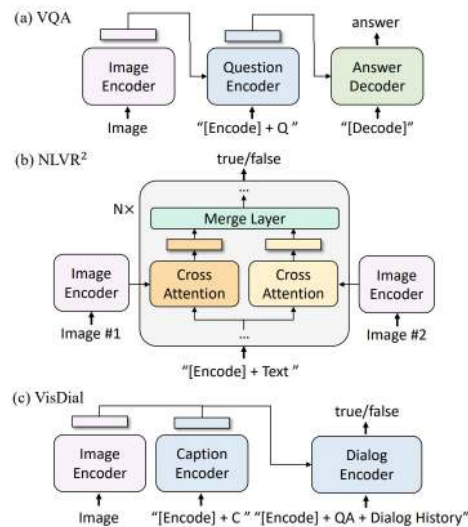 (a) VQA
answer
Image Encoder
Question Encoder
Answer Decoder
Image
“[Encode] + Q ”
“[Decode]”
(b) NLVR²
true/false
...
N×
Merge Layer
Image Encoder
Cross Attention
Cross Attention
Image Encoder
Image #1
...
Image #2
“[Encode] + Text ”
(c) VisDial
true/false
Image Encoder
Caption Encoder
Dialog Encoder
Image
“[Encode] + C ”
“[Encode] + QA + Dialog History”